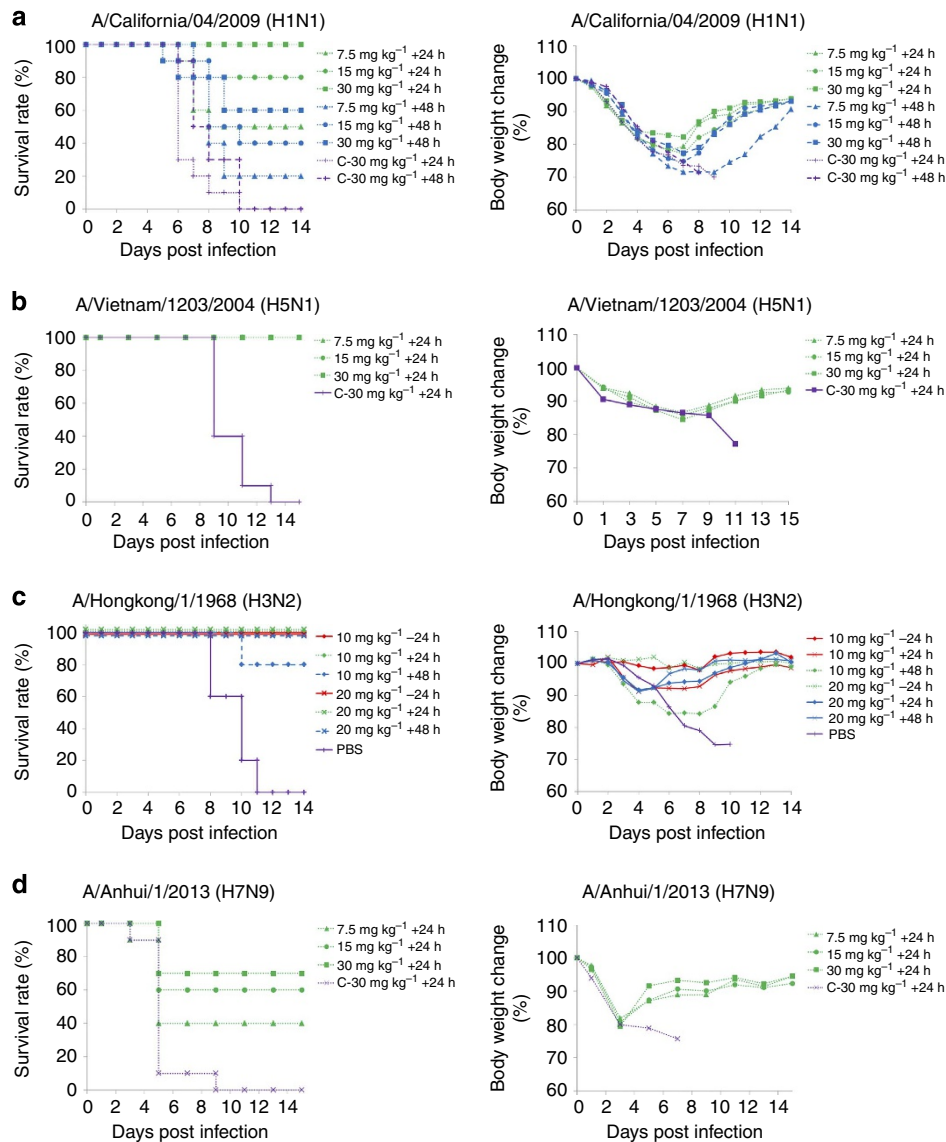 a
A/California/04/2009 (H1N1)
Survival rate (%)
100
80
60
40
20
0
0 2 4 6 8 10 12 14
Days post infection
7.5 mg kg⁻¹ +24 h
15 mg kg⁻¹ +24 h
30 mg kg⁻¹ +24 h
7.5 mg kg⁻¹ +48 h
15 mg kg⁻¹ +48 h
30 mg kg⁻¹ +48 h
C-30 mg kg⁻¹ +24 h
C-30 mg kg⁻¹ +48 h
A/California/04/2009 (H1N1)
Body weight change
(%)
110
100
90
80
70
60
0 2 4 6 8 10 12 14
Days post infection
7.5 mg kg⁻¹ +24 h
15 mg kg⁻¹ +24 h
30 mg kg⁻¹ +24 h
7.5 mg kg⁻¹ +48 h
15 mg kg⁻¹ +48 h
30 mg kg⁻¹ +48 h
C-30 mg kg⁻¹ +24 h
C-30 mg kg⁻¹ +48 h
b
A/Vietnam/1203/2004 (H5N1)
Survival rate (%)
100
80
60
40
20
0
0 2 4 6 8 10 12 14
Days post infection
7.5 mg kg⁻¹ +24 h
15 mg kg⁻¹ +24 h
30 mg kg⁻¹ +24 h
C-30 mg kg⁻¹ +24 h
A/Vietnam/1203/2004 (H5N1)
Body weight change
(%)
110
100
90
80
70
60
0 1 3 5 7 9 11 13 15
Days post infection
7.5 mg kg⁻¹ +24 h
15 mg kg⁻¹ +24 h
30 mg kg⁻¹ +24 h
C-30 mg kg⁻¹ +24 h
c
A/Hongkong/1/1968 (H3N2)
Survival rate (%)
100
80
60
40
20
0
0 2 4 6 8 10 12 14
Days post infection
10 mg kg⁻¹ −24 h
10 mg kg⁻¹ +24 h
10 mg kg⁻¹ +48 h
20 mg kg⁻¹ −24 h
20 mg kg⁻¹ +24 h
20 mg kg⁻¹ +48 h
PBS
A/Hongkong/1/1968 (H3N2)
Body weight change
(%)
110
100
90
80
70
60
0 2 4 6 8 10 12 14
Days post infection
10 mg kg⁻¹ −24 h
10 mg kg⁻¹ +24 h
10 mg kg⁻¹ +48 h
20 mg kg⁻¹ −24 h
20 mg kg⁻¹ +24 h
20 mg kg⁻¹ +48 h
PBS
d
A/Anhui/1/2013 (H7N9)
Survival rate (%)
100
80
60
40
20
0
0 2 4 6 8 10 12 14
Days post infection
7.5 mg kg⁻¹ +24 h
15 mg kg⁻¹ +24 h
30 mg kg⁻¹ +24 h
C-30 mg kg⁻¹ +24 h
A/Anhui/1/2013 (H7N9)
Body weight change
(%)
110
100
90
80
70
60
0 2 4 6 8 10 12 14
Days post infection
7.5 mg kg⁻¹ +24 h
15 mg kg⁻¹ +24 h
30 mg kg⁻¹ +24 h
C-30 mg kg⁻¹ +24 h